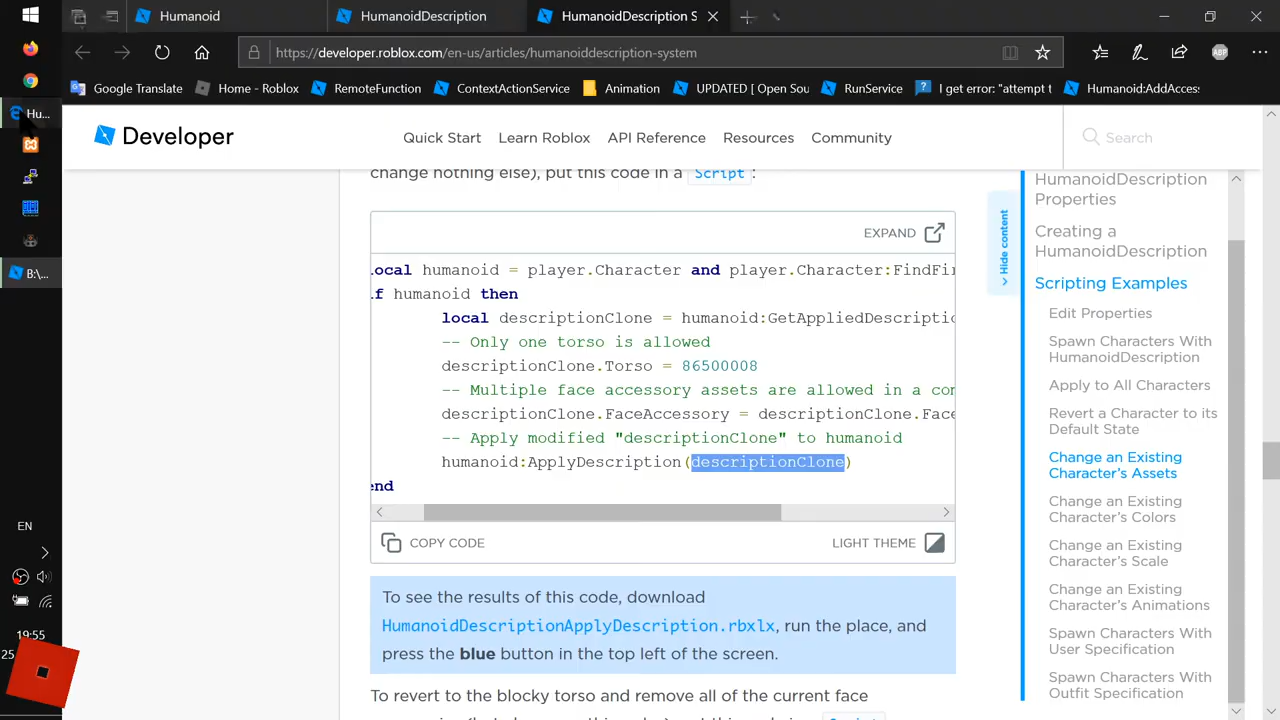 Humanoid
HumanoidDescription
HumanoidDescription S
https://developer.roblox.com/en-us/articles/humanoiddescription-system
ABP
Google Translate
Home - Roblox
RemoteFunction
ContextActionService
Animation
UPDATED [ Open Sou
RunService
I get error: "attempt t
Humanoid:AddAccess
Hu...
B:\...
EN
19:55
25
Developer
Quick Start
Learn Roblox
API Reference
Resources
Community
Search
change nothing else), put this code in a Script:
EXPAND
local humanoid = player.Character and player.Character:FindFir
if humanoid then
local descriptionClone = humanoid:GetAppliedDescriptio
-- Only one torso is allowed
descriptionClone.Torso = 86500008
-- Multiple face accessory assets are allowed in a com
descriptionClone.FaceAccessory = descriptionClone.Face
-- Apply modified "descriptionClone" to humanoid
humanoid:ApplyDescription(descriptionClone)
end
COPY CODE
LIGHT THEME
To see the results of this code, download
HumanoidDescriptionApplyDescription.rbxlx, run the place, and
press the blue button in the top left of the screen.
To revert to the blocky torso and remove all of the current face
Script
Hide content
HumanoidDescription
Properties
Creating a
HumanoidDescription
Scripting Examples
Edit Properties
Spawn Characters With
HumanoidDescription
Apply to All Characters
Revert a Character to its
Default State
Change an Existing
Character's Assets
Change an Existing
Character's Colors
Change an Existing
Character's Scale
Change an Existing
Character's Animations
Spawn Characters With
User Specification
Spawn Characters With
Outfit Specification